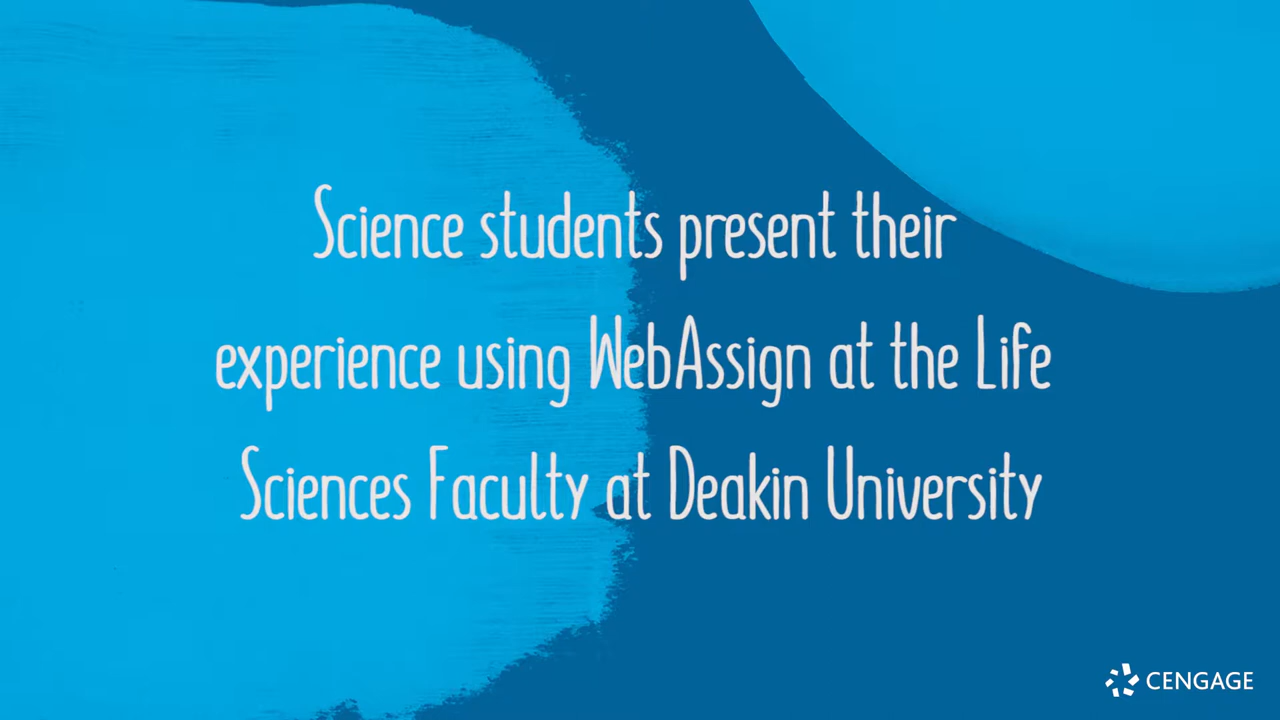 Science students present their
experience using WebAssign at the Life
Sciences Faculty at Deakin University
CENGAGE